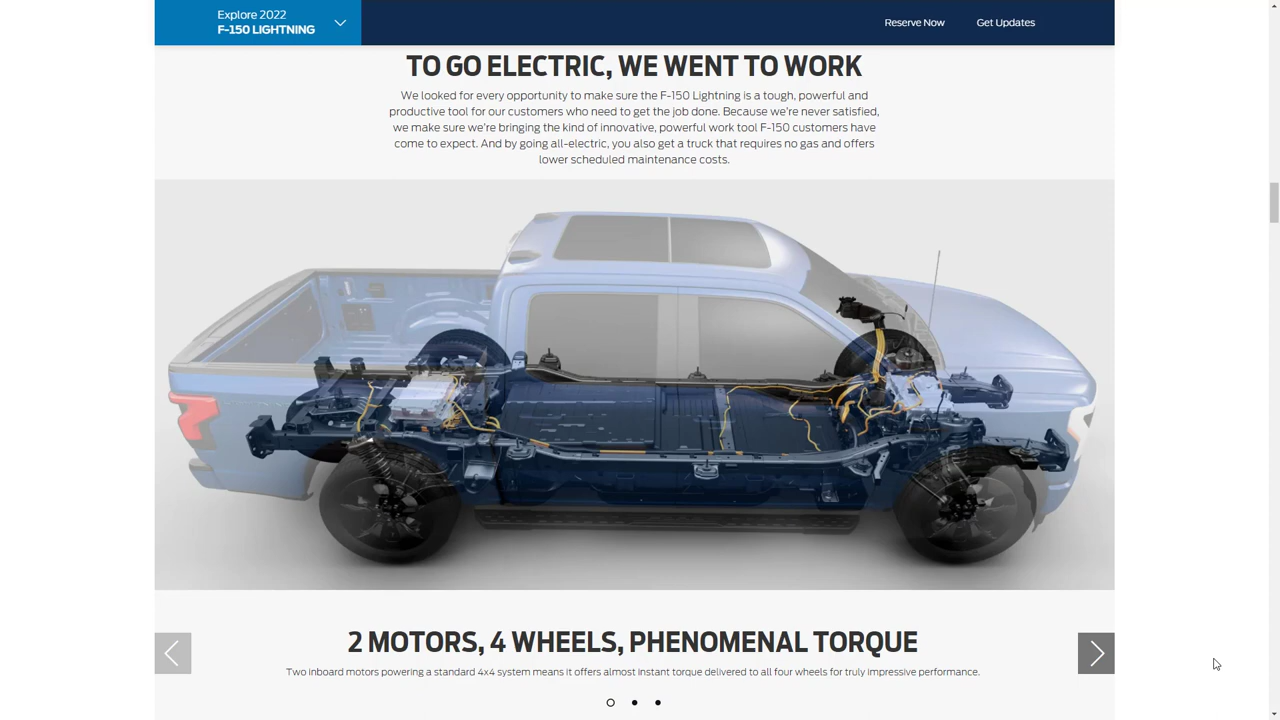 Explore 2022
F-150 LIGHTNING
Reserve Now
Get Updates
TO GO ELECTRIC, WE WENT TO WORK
We looked for every opportunity to make sure the F-150 Lightning is a tough, powerful and
productive tool for our customers who need to get the job done. Because we're never satisfied,
we make sure we're bringing the kind of innovative, powerful work tool F-150 customers have
come to expect. And by going all-electric, you also get a truck that requires no gas and offers
lower scheduled maintenance costs.
2 MOTORS, 4 WHEELS, PHENOMENAL TORQUE
Two inboard motors powering a standard 4x4 system means it offers almost instant torque delivered to all four wheels for truly impressive performance.